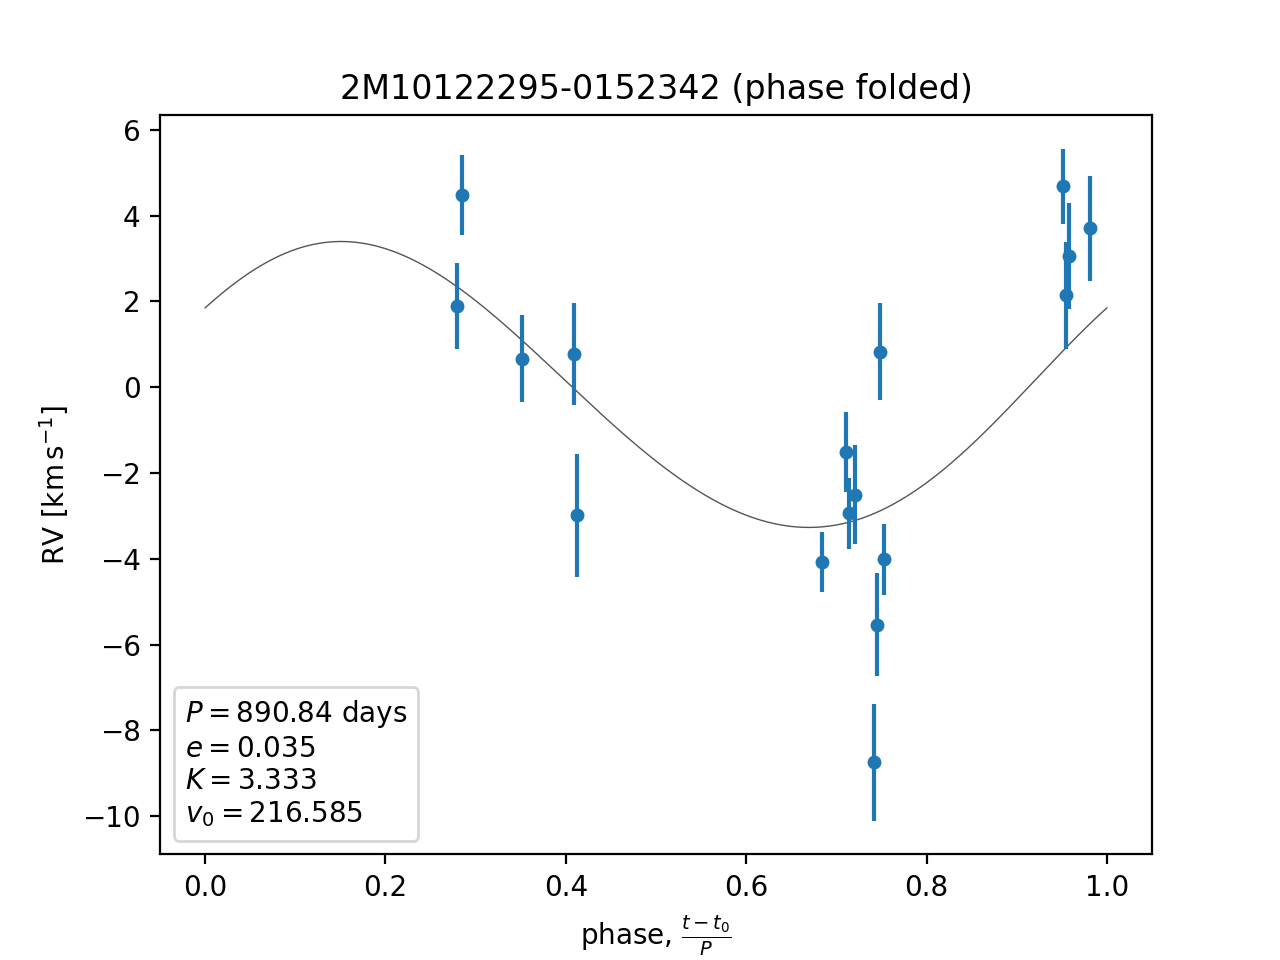 2M10122295-0152342 (phase folded)
6
4
2
0
−2
−4
−6
−8
−10
RV [km s⁻¹]
P = 890.84 days
e = 0.035
K = 3.333
v₀ = 216.585
0.0 0.2 0.4 0.6 0.8 1.0
phase, (t − t₀)/P